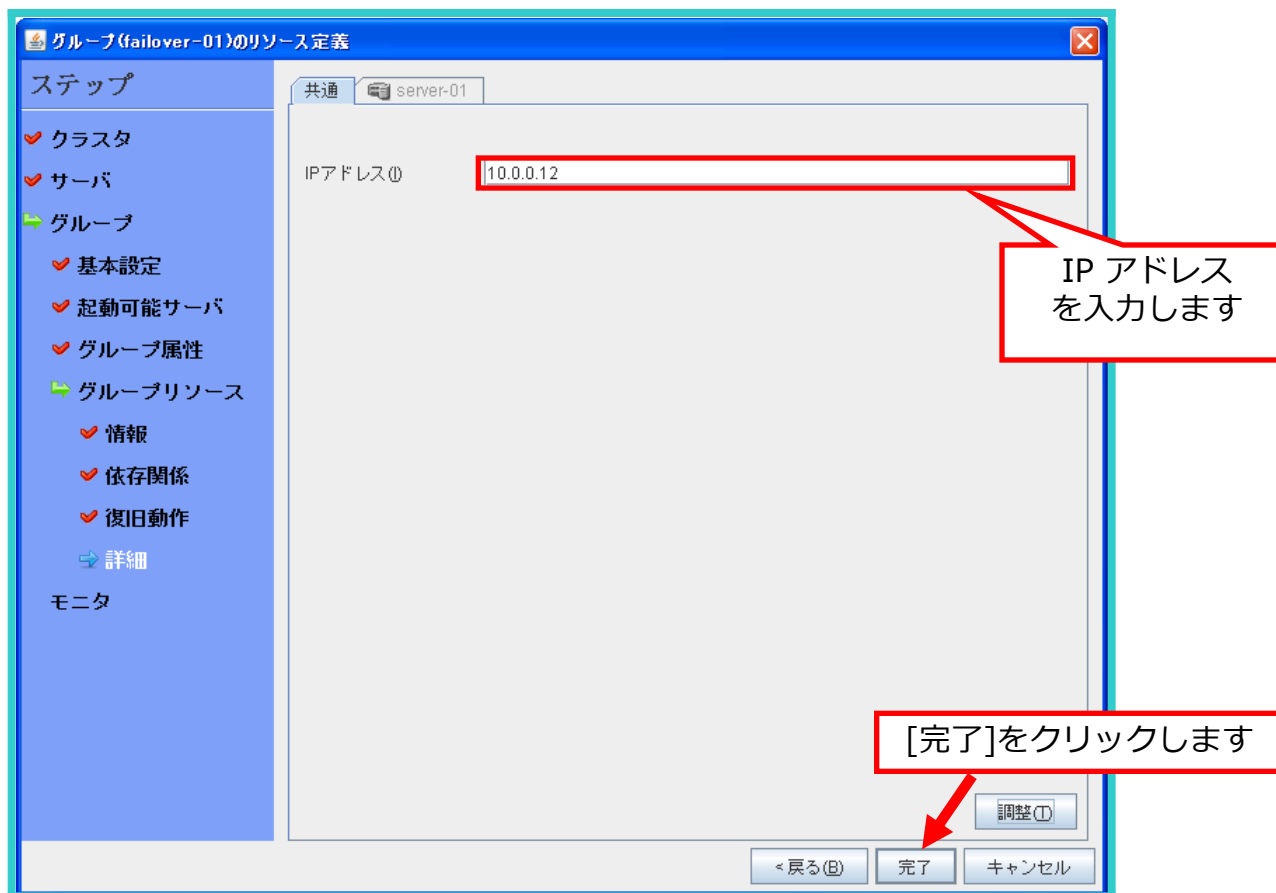 グループ(failover-01)のリソース定義
ステップ
クラスタ
サーバ
グループ
基本設定
起動可能サーバ
グループ属性
グループリソース
情報
依存関係
復旧動作
詳細
モニタ
共通
server-01
IPアドレス(I)
10.0.0.12
IP アドレス
を入力します
[完了]をクリックします
調整(T)
<戻る(B)
完了
キャンセル